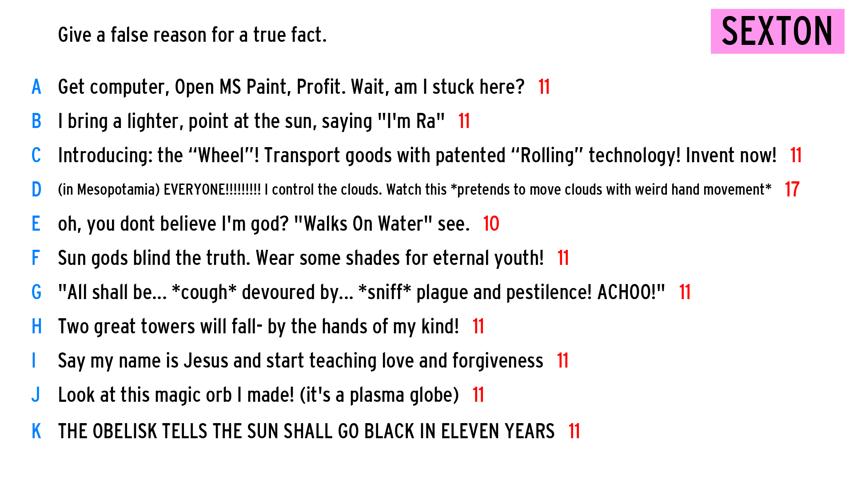 Give a false reason for a true fact.
SEXTON
A Get computer, Open MS Paint, Profit. Wait, am I stuck here? 11
B I bring a lighter, point at the sun, saying "I'm Ra" 11
C Introducing: the “Wheel”! Transport goods with patented “Rolling” technology! Invent now! 11
D (in Mesopotamia) EVERYONE!!!!!!!!! I control the clouds. Watch this *pretends to move clouds with weird hand movement* 17
E oh, you dont believe I'm god? "Walks On Water" see. 10
F Sun gods blind the truth. Wear some shades for eternal youth! 11
G "All shall be... *cough* devoured by... *sniff* plague and pestilence! ACHOO!" 11
H Two great towers will fall- by the hands of my kind! 11
I Say my name is Jesus and start teaching love and forgiveness 11
J Look at this magic orb I made! (it's a plasma globe) 11
K THE OBELISK TELLS THE SUN SHALL GO BLACK IN ELEVEN YEARS 11